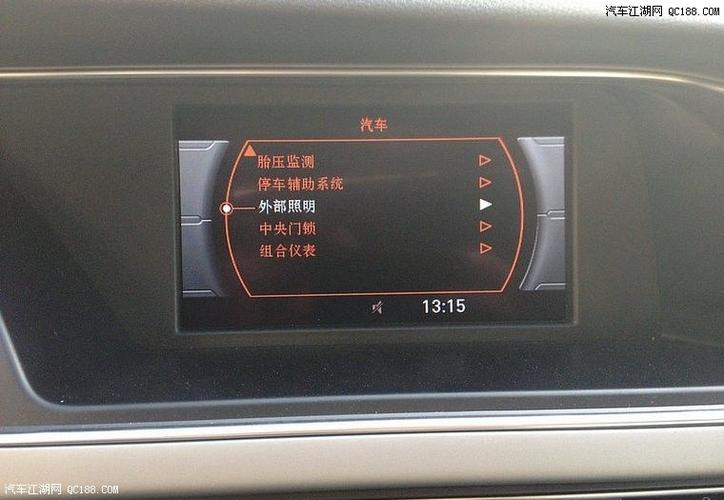 汽车江湖网 QC188.COM
汽车
胎压监测
停车辅助系统
外部照明
中央门锁
组合仪表
13:15
汽车江湖网 QC188.COM